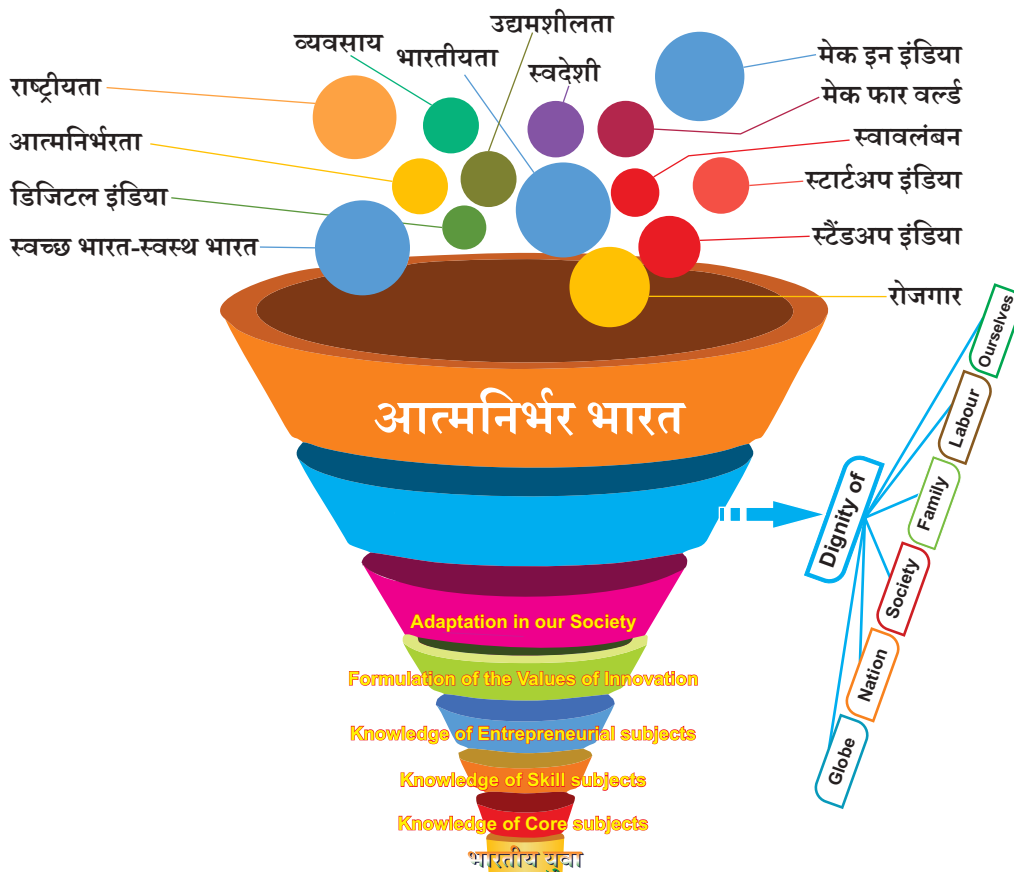 उद्यमशीलता
व्यवसाय
भारतीयता
स्वदेशी
मेक इन इंडिया
राष्ट्रीयता
मेक फार वर्ल्ड
आत्मनिर्भरता
स्वावलंबन
डिजिटल इंडिया
स्टार्टअप इंडिया
स्वच्छ भारत-स्वस्थ भारत
स्टैंडअप इंडिया
रोजगार
आत्मनिर्भर भारत
Dignity of
Ourselves
Labour
Family
Society
Nation
Globe
Adaptation in our Society
Formulation of the Values of Innovation
Knowledge of Entrepreneurial subjects
Knowledge of Skill subjects
Knowledge of Core subjects
भारतीय युवा